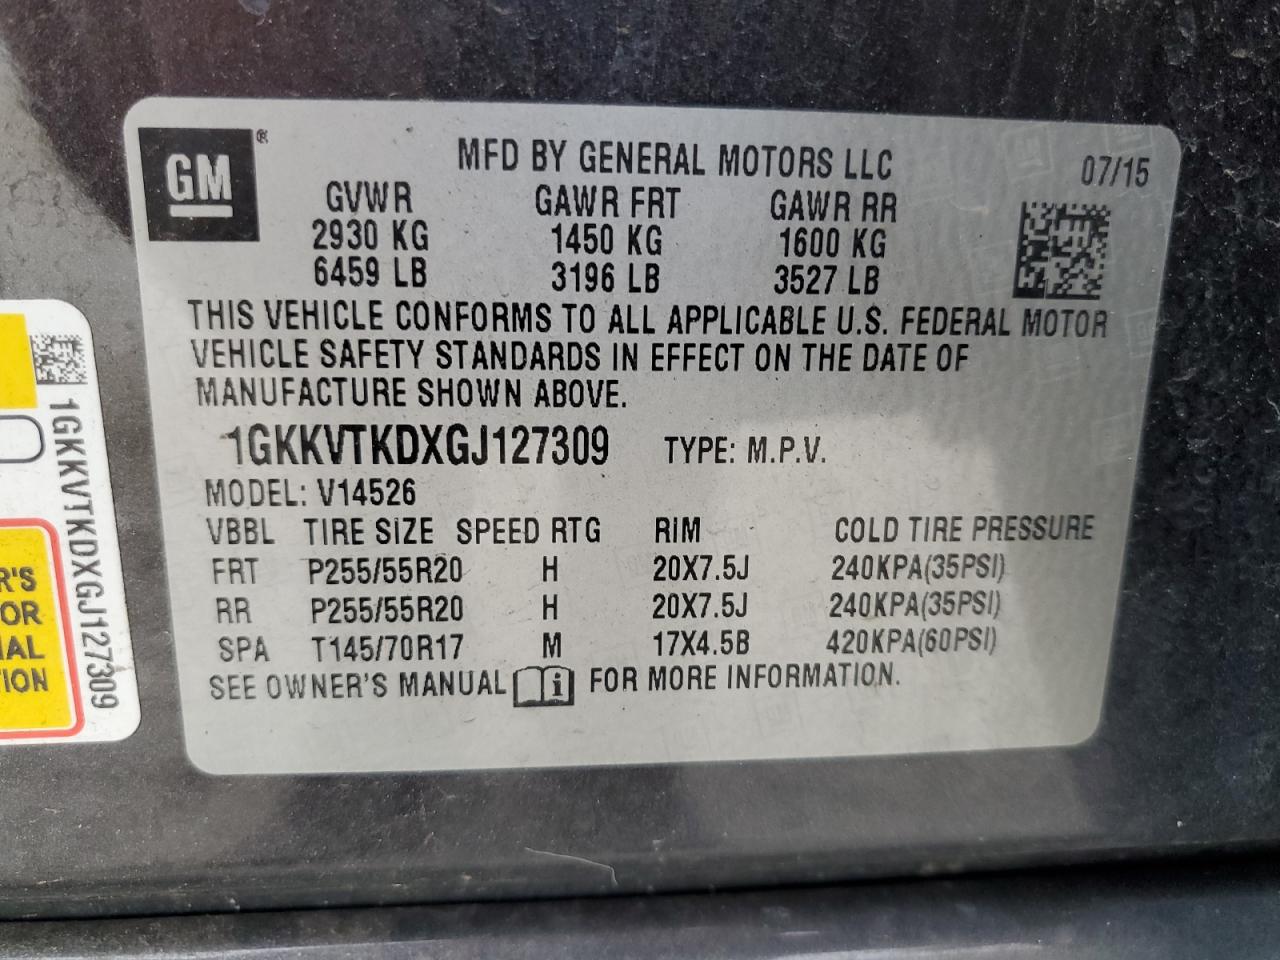 GM ®
MFD BY GENERAL MOTORS LLC 07/15
GVWR GAWR FRT GAWR RR
2930 KG 1450 KG 1600 KG
6459 LB 3196 LB 3527 LB
THIS VEHICLE CONFORMS TO ALL APPLICABLE U.S. FEDERAL MOTOR
VEHICLE SAFETY STANDARDS IN EFFECT ON THE DATE OF
MANUFACTURE SHOWN ABOVE.
1GKKVTKDXGJ127309 TYPE: M.P.V.
MODEL: V14526
VBBL TIRE SIZE SPEED RTG RIM COLD TIRE PRESSURE
FRT P255/55R20 H 20X7.5J 240KPA(35PSI)
RR P255/55R20 H 20X7.5J 240KPA(35PSI)
SPA T145/70R17 M 17X4.5B 420KPA(60PSI)
SEE OWNER'S MANUAL i FOR MORE INFORMATION.
1GKKVTKDXGJ127309
R'S
OR
IAL
ION